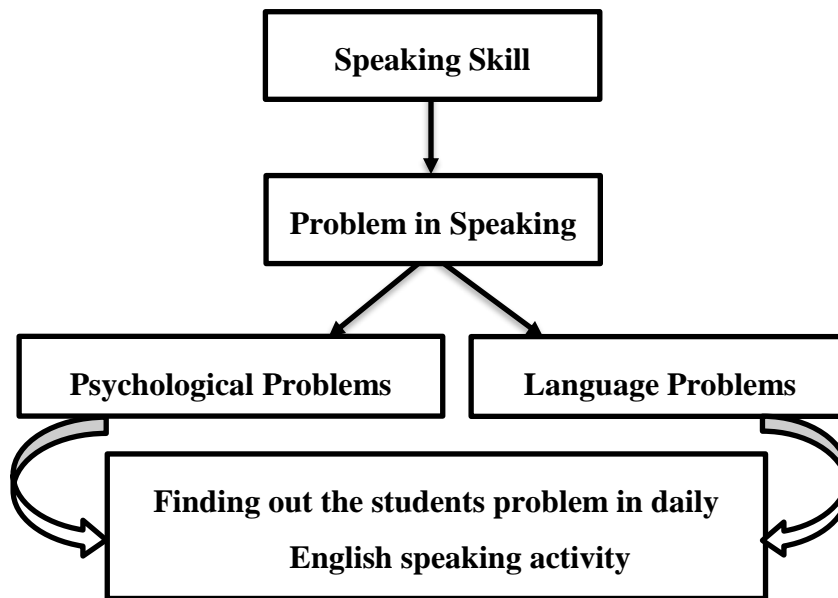 Speaking Skill
Problem in Speaking
Psychological Problems
Language Problems
Finding out the students problem in daily
English speaking activity